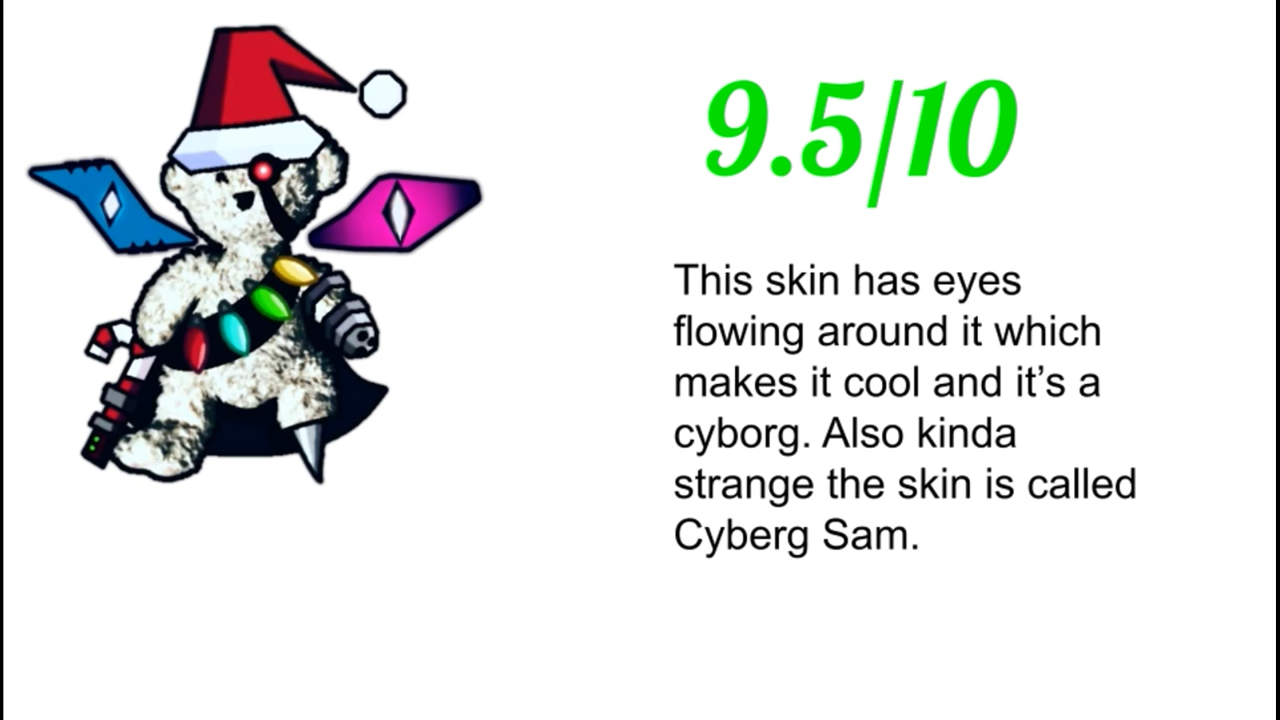 9.5/10
This skin has eyes
flowing around it which
makes it cool and it’s a
cyborg. Also kinda
strange the skin is called
Cyberg Sam.